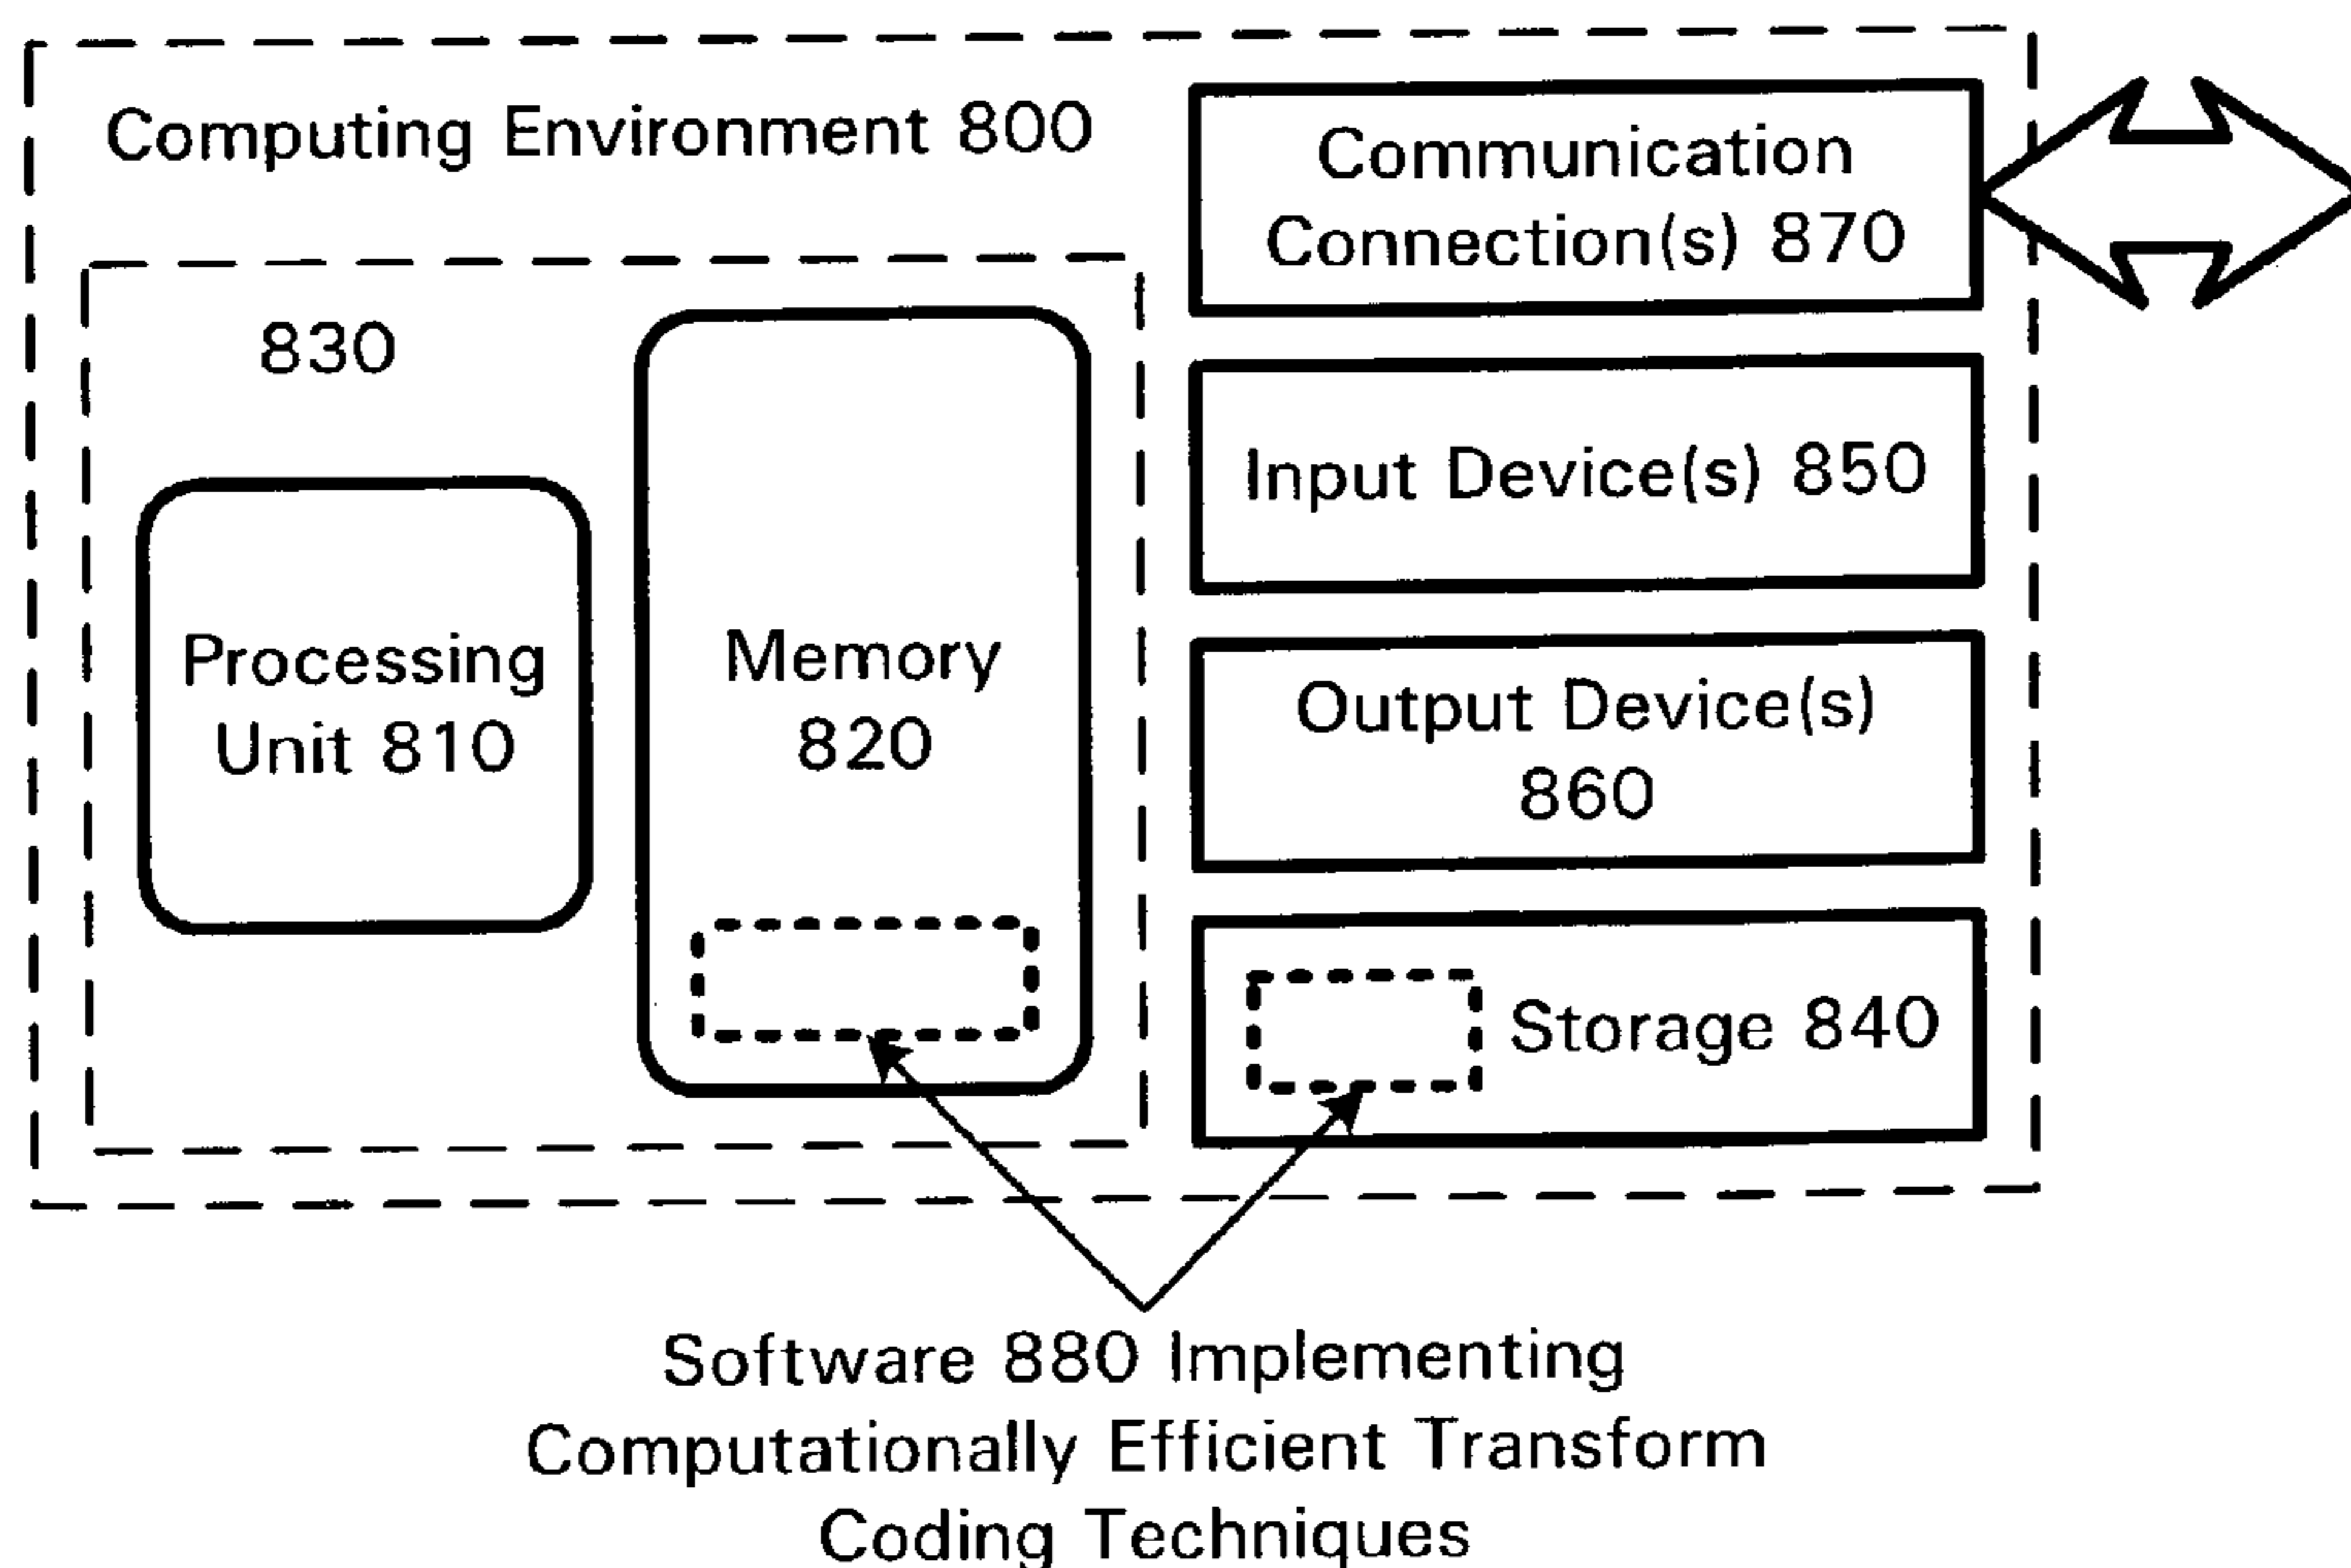 Computing Environment 800
Communication
Connection(s) 870
830
Input Device(s) 850
Processing
Unit 810
Memory
820
Output Device(s)
860
Storage 840
Software 880 Implementing
Computationally Efficient Transform
Coding Techniques